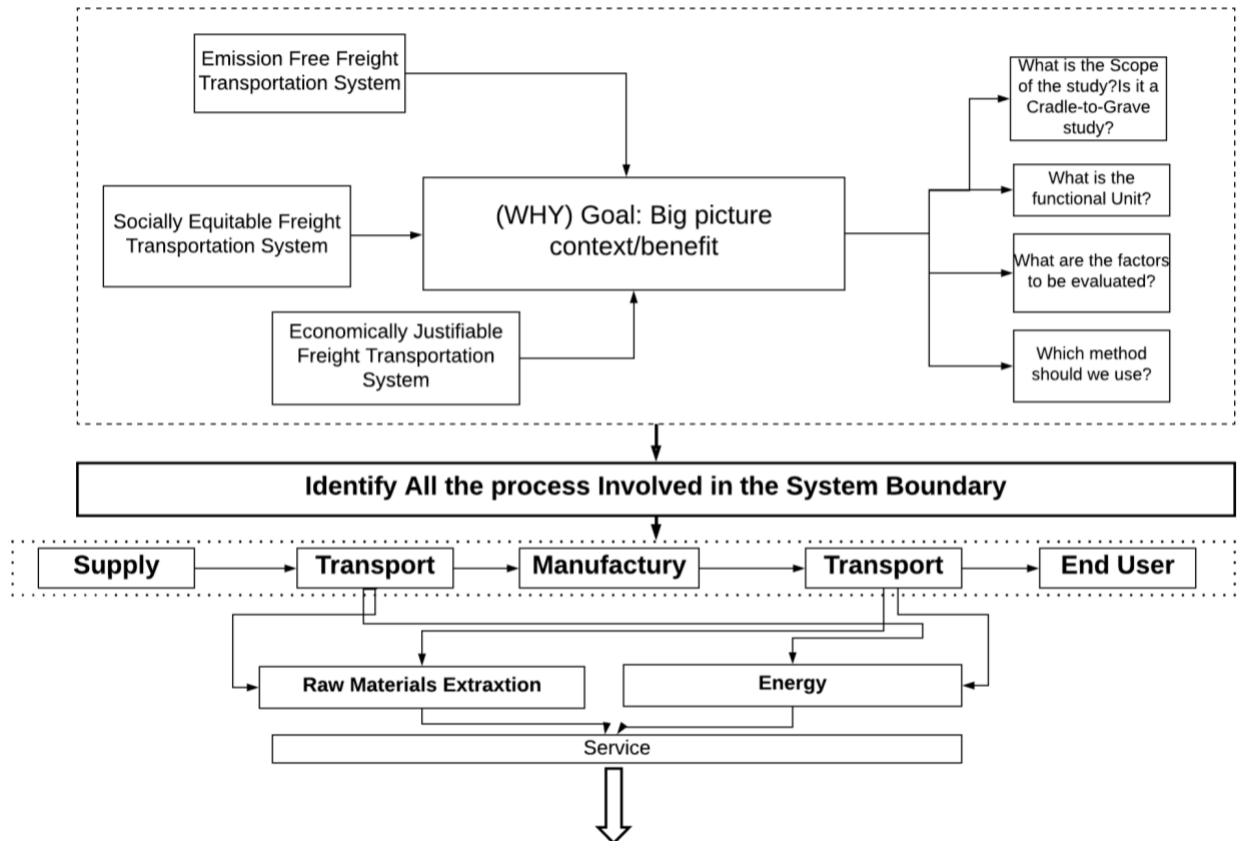 Emission Free Freight
Transportation System
Socially Equitable Freight
Transportation System
Economically Justifiable
Freight Transportation
System
(WHY) Goal: Big picture
context/benefit
What is the Scope
of the study?Is it a
Cradle-to-Grave
study?
What is the
functional Unit?
What are the factors
to be evaluated?
Which method
should we use?
Identify All the process Involved in the System Boundary
Supply
Transport
Manufactury
Transport
End User
Raw Materials Extraxtion
Energy
Service